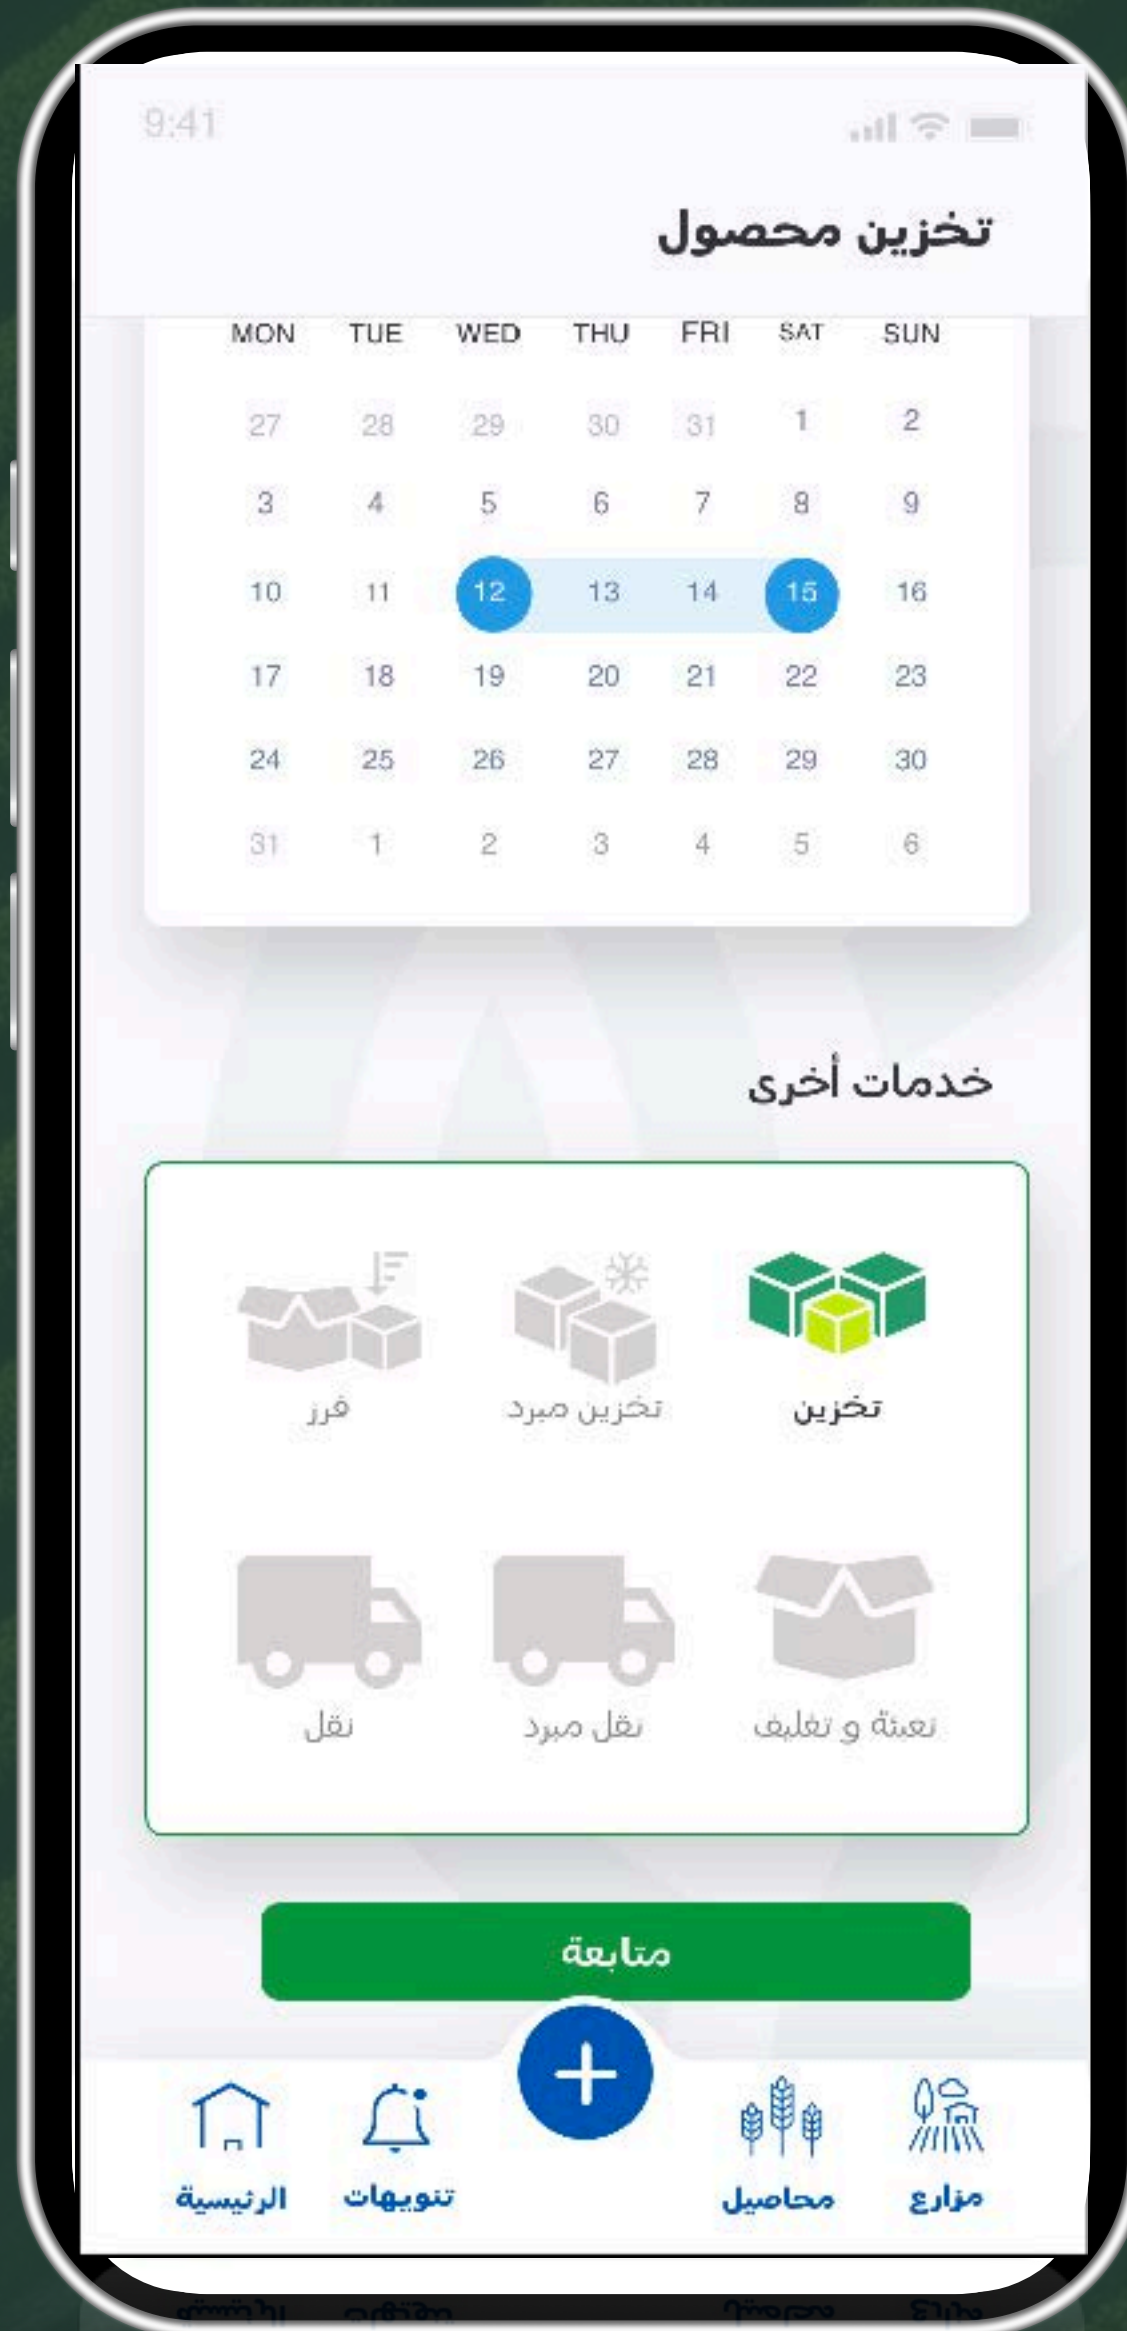 9:41
تخزين محصول
MON TUE WED THU FRI SAT SUN
27 28 29 30 31 1 2
3 4 5 6 7 8 9
10 11 12 13 14 15 16
17 18 19 20 21 22 23
24 25 26 27 28 29 30
31 1 2 3 4 5 6
خدمات أخرى
تخزين تخزين مبرد فرز
تعبئة و تغليف نقل مبرد نقل
متابعة
مزارع محاصيل تنويهات الرئيسية